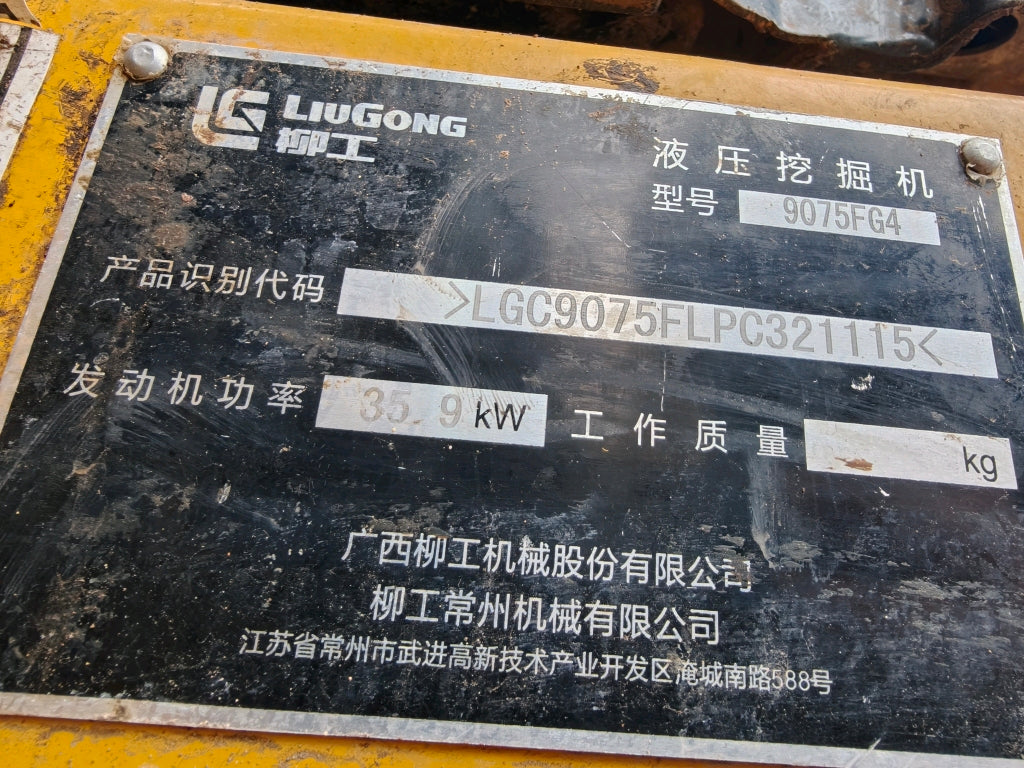 LIUGONG
柳工
液压挖掘机
型号 9075FG4
产品识别代码 >LGC9075FLPC321115<
发动机功率 35.9 kW 工作质量 kg
广西柳工机械股份有限公司
柳工常州机械有限公司
江苏省常州市武进高新技术产业开发区淹城南路588号